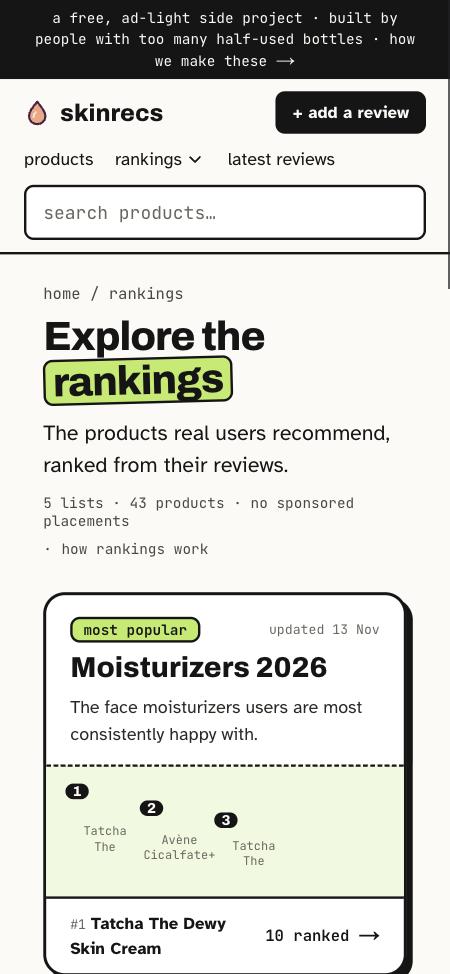 a free, ad-light side project · built by
people with too many half-used bottles · how
we make these →
skinrecs
+ add a review
products rankings latest reviews
search products…
home / rankings
Explore the
rankings
The products real users recommend,
ranked from their reviews.
5 lists · 43 products · no sponsored
placements
· how rankings work
most popular updated 13 Nov
Moisturizers 2026
The face moisturizers users are most
consistently happy with.
1
Tatcha
The
2
Avène
Cicalfate+
3
Tatcha
The
#1 Tatcha The Dewy
Skin Cream
10 ranked →